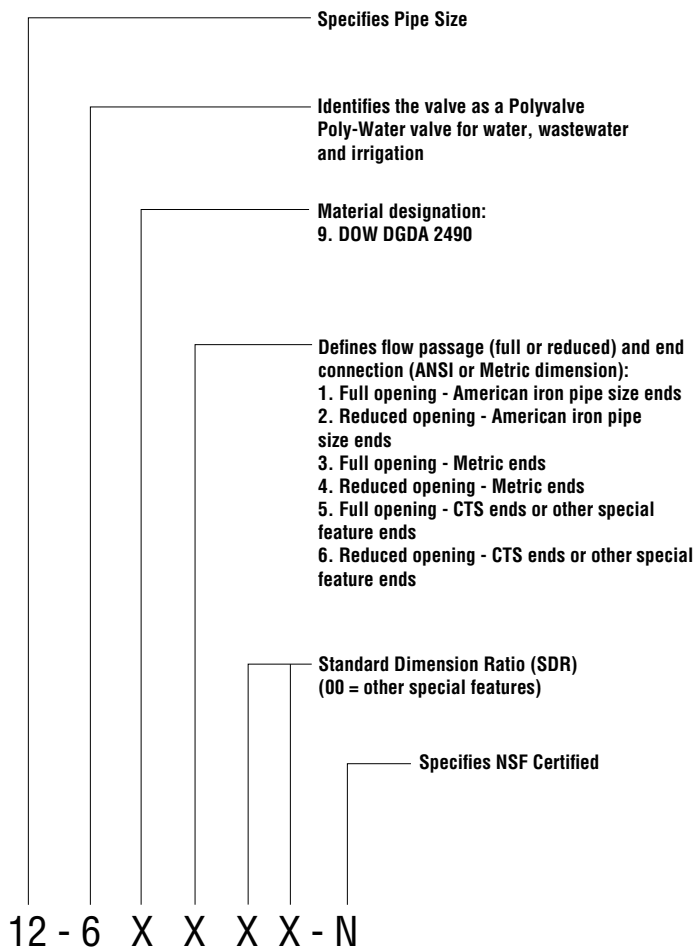 Specifies Pipe Size
Identifies the valve as a Polyvalve
Poly-Water valve for water, wastewater
and irrigation
Material designation:
9. DOW DGDA 2490
Defines flow passage (full or reduced) and end
connection (ANSI or Metric dimension):
1. Full opening - American iron pipe size ends
2. Reduced opening - American iron pipe
size ends
3. Full opening - Metric ends
4. Reduced opening - Metric ends
5. Full opening - CTS ends or other special
feature ends
6. Reduced opening - CTS ends or other special
feature ends
Standard Dimension Ratio (SDR)
(00 = other special features)
Specifies NSF Certified
12 - 6 X X X X - N